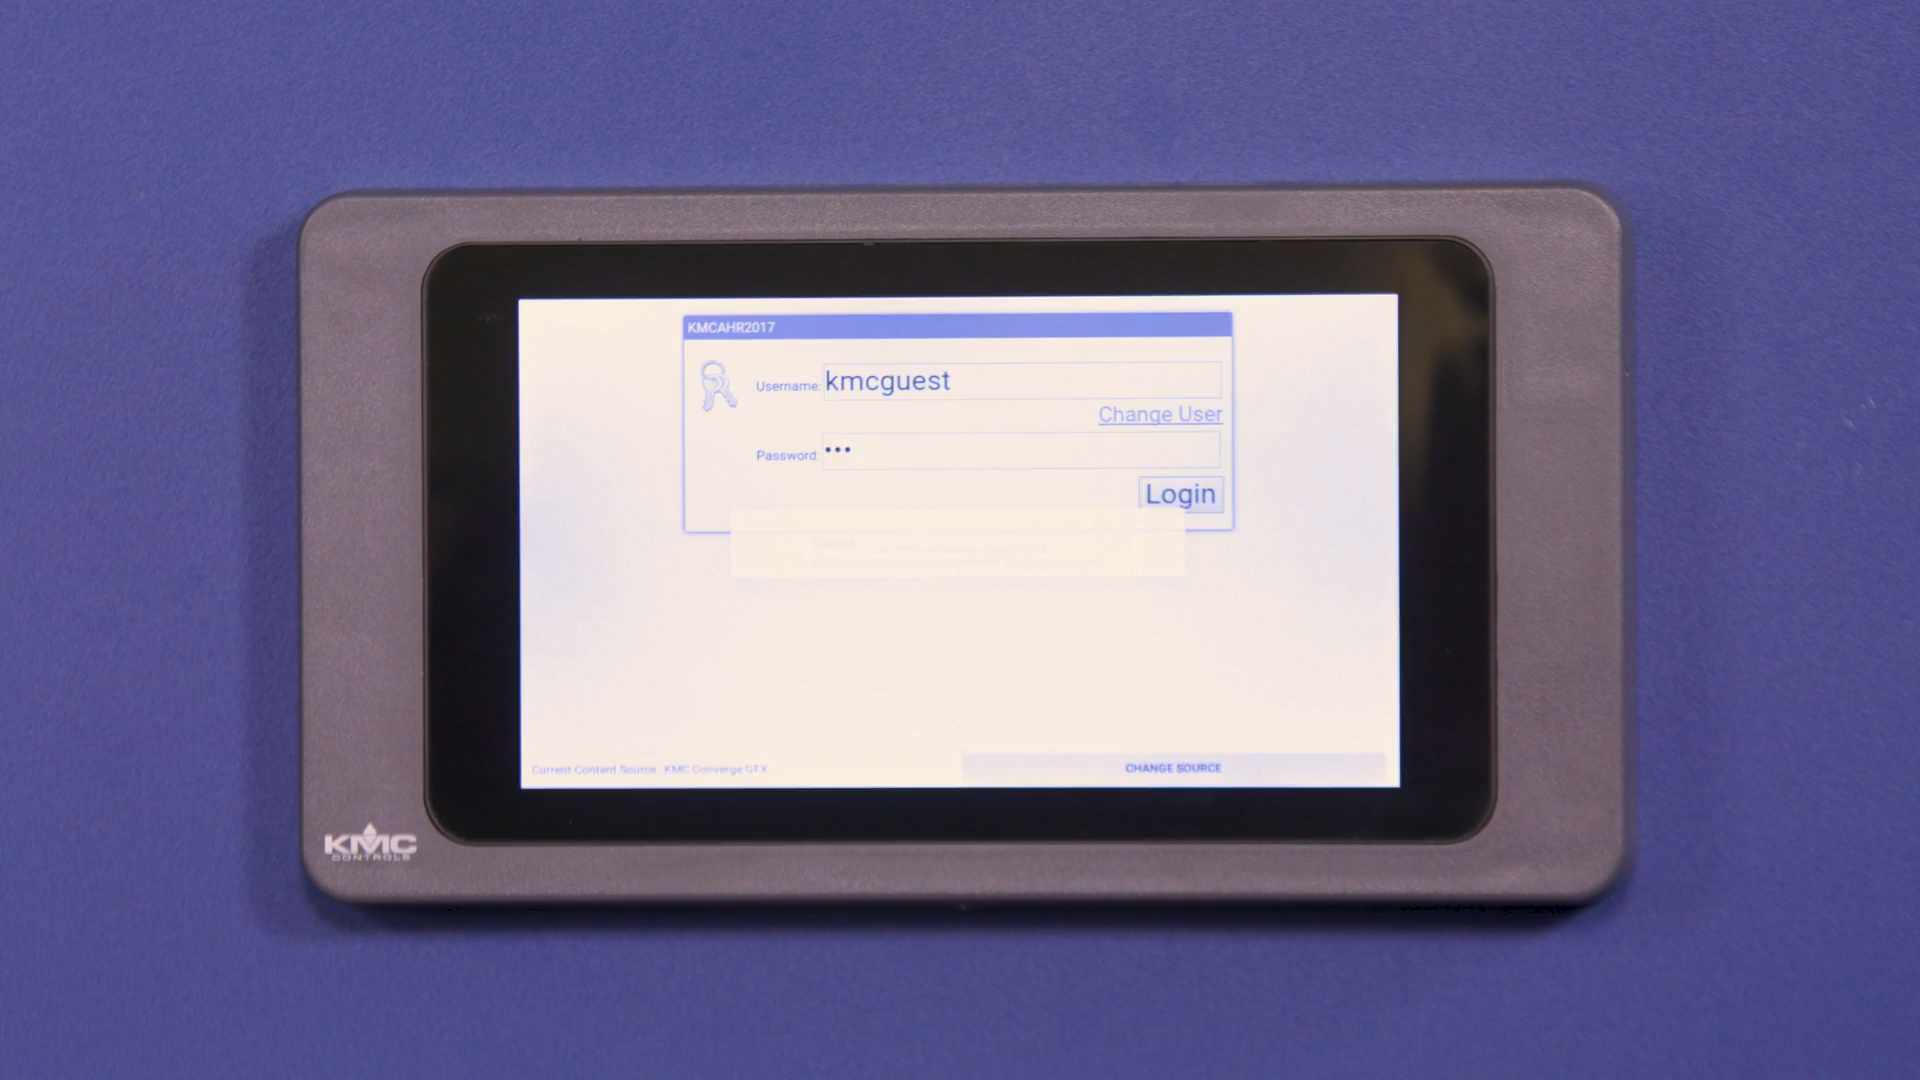 KMCAHR2017
Username: kmcguest
Change User
Password: •••
Login
Current Content Source KMC Converge GFX
CHANGE SOURCE
KMC
CONTROLS